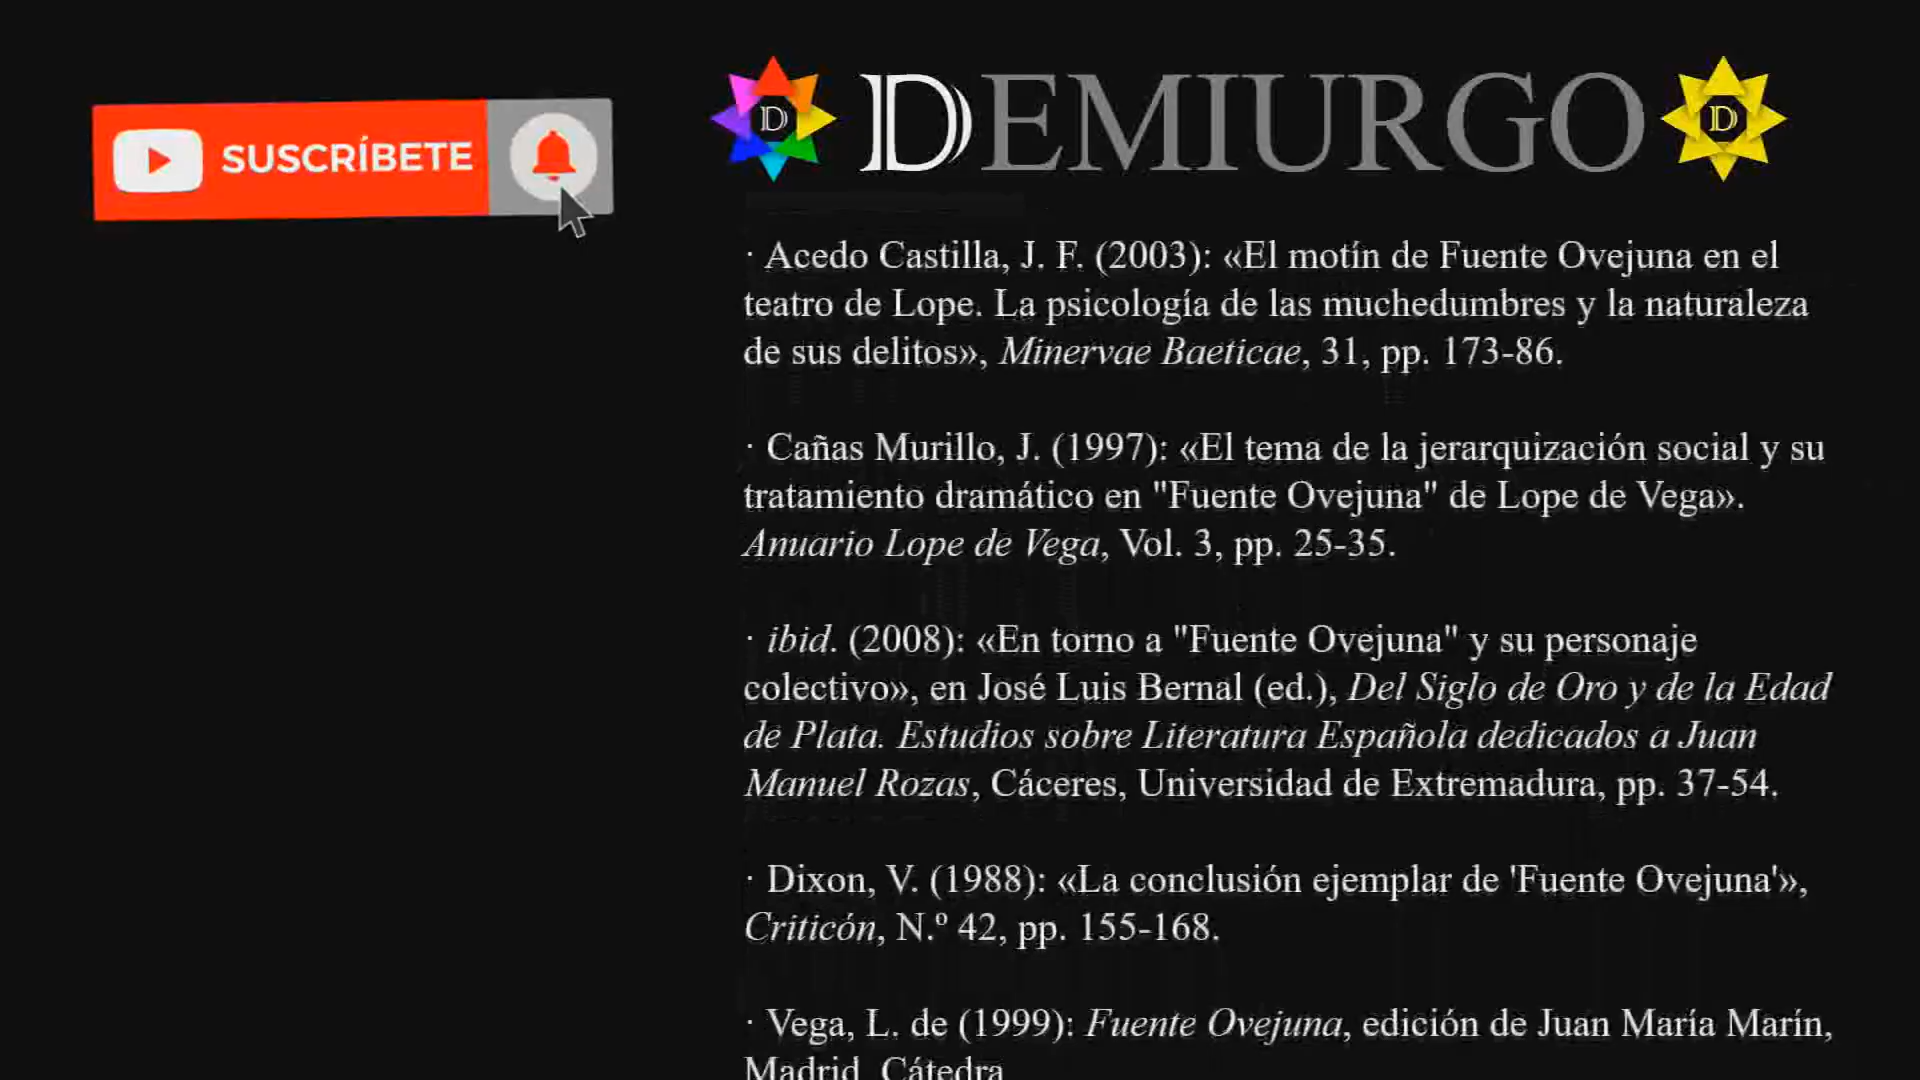 SUSCRÍBETE
D DEMIURGO D
· Acedo Castilla, J. F. (2003): «El motín de Fuente Ovejuna en el
teatro de Lope. La psicología de las muchedumbres y la naturaleza
de sus delitos», Minervae Baeticae, 31, pp. 173-86.
· Cañas Murillo, J. (1997): «El tema de la jerarquización social y su
tratamiento dramático en "Fuente Ovejuna" de Lope de Vega».
Anuario Lope de Vega, Vol. 3, pp. 25-35.
· ibid. (2008): «En torno a "Fuente Ovejuna" y su personaje
colectivo», en José Luis Bernal (ed.), Del Siglo de Oro y de la Edad
de Plata. Estudios sobre Literatura Española dedicados a Juan
Manuel Rozas, Cáceres, Universidad de Extremadura, pp. 37-54.
· Dixon, V. (1988): «La conclusión ejemplar de 'Fuente Ovejuna'»,
Criticón, N.º 42, pp. 155-168.
· Vega, L. de (1999): Fuente Ovejuna, edición de Juan María Marín,
Madrid, Cátedra